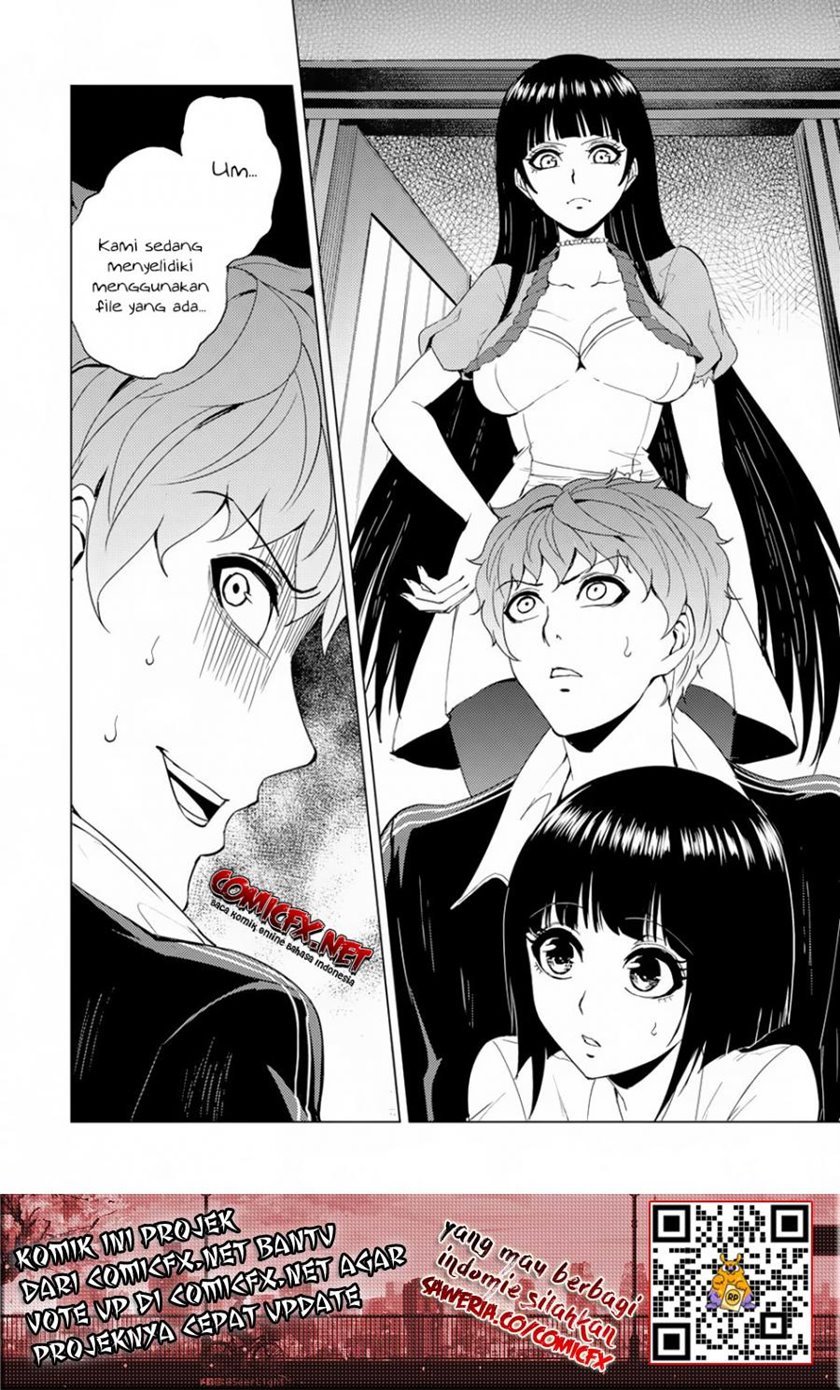 Um...
Kami sedang
menyelidiki
menggunakan
file yang ada...
COMICFX.NET
Baca komik online bahasa indonesia
KOMIK INI PROJEK
DARI COMICFX.NET BANTU
VOTE UP DI COMICFX.NET AGAR
PROJEKNYA CEPAT UPDATE
yang mau berbagi
indomie silahkan
SAWERIA.CO/COMICFX
RP